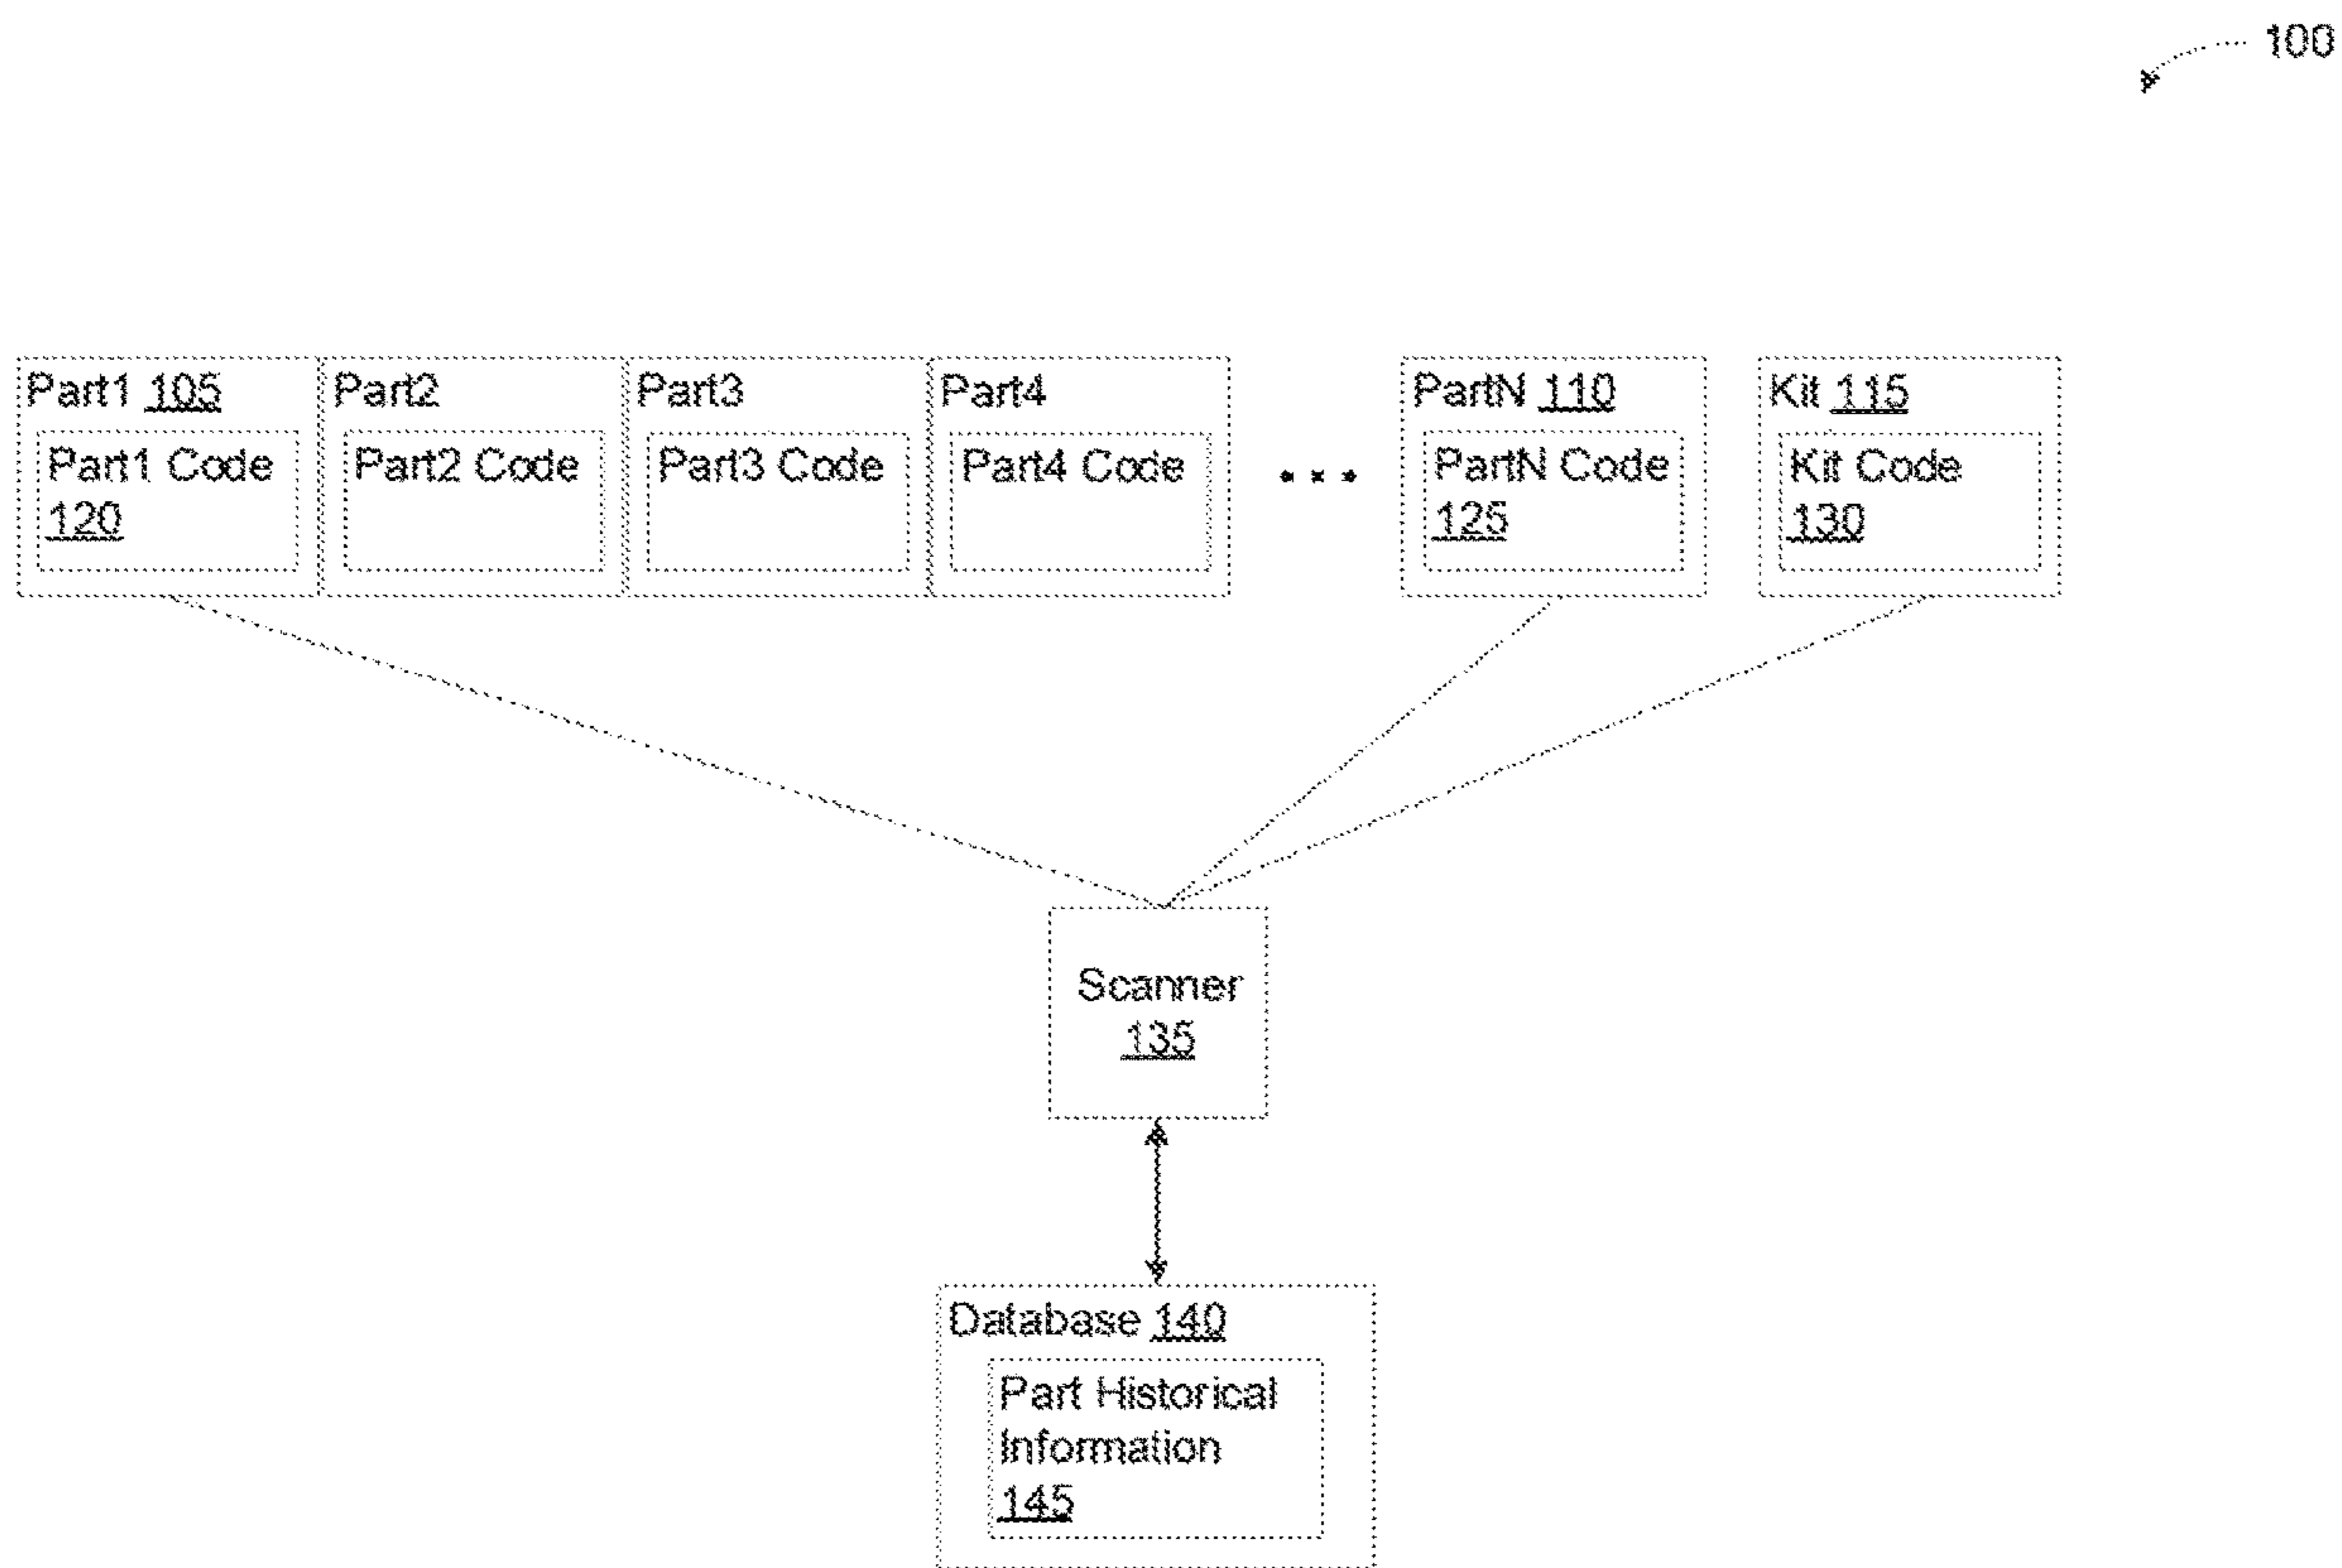 100
Part1 105
Part2
Part3
Part4
PartN 110
Kit 115
Part1 Code
120
Part2 Code
Part3 Code
Part4 Code
PartN Code
125
Kit Code
130
Scanner
135
Database 140
Part Historical
Information
145